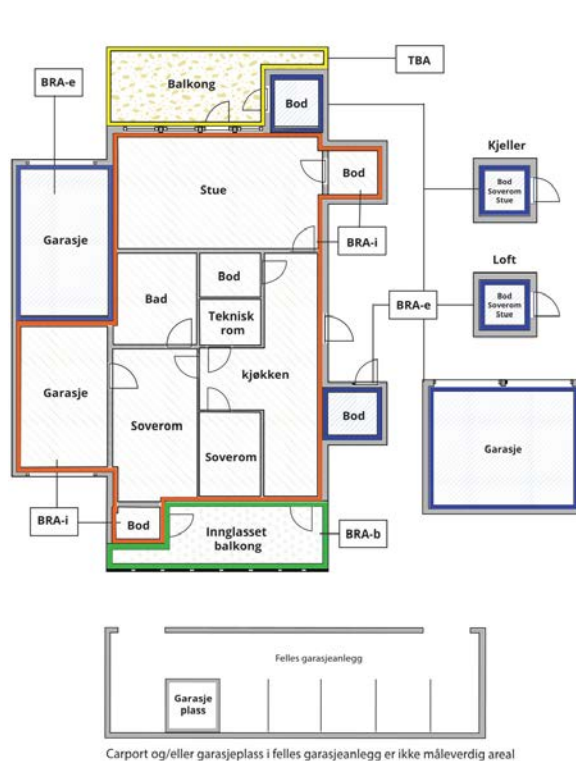 TBA
BRA-e
Balkong
Bod
Kjeller
Bod
Soverom
Stue
Bod
Stue
Garasje
BRA-i
Loft
Bod
Bad
Teknisk
rom
BRA-e
Bod
Soverom
Stue
kjøkken
Garasje
Bod
Soverom
Soverom
Garasje
BRA-i
Bod
Innglasset
balkong
BRA-b
Felles garasjeanlegg
Garasje
plass
Carport og/eller garasjeplass i felles garasjeanlegg er ikke måleverdig areal